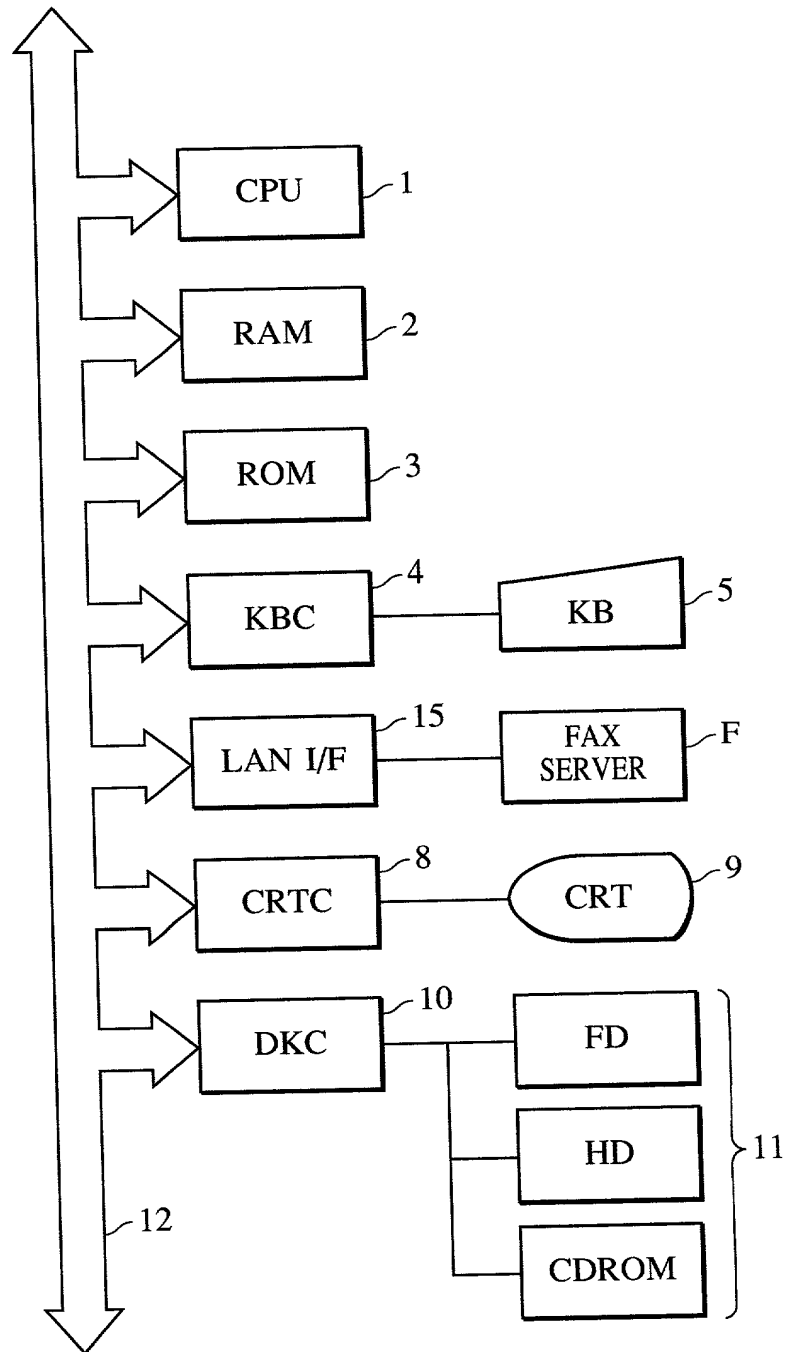 CPU 1
RAM 2
ROM 3
KBC 4 KB 5
LAN I/F 15 FAX SERVER F
CRTC 8 CRT 9
DKC 10 FD
HD 11
12
CDROM